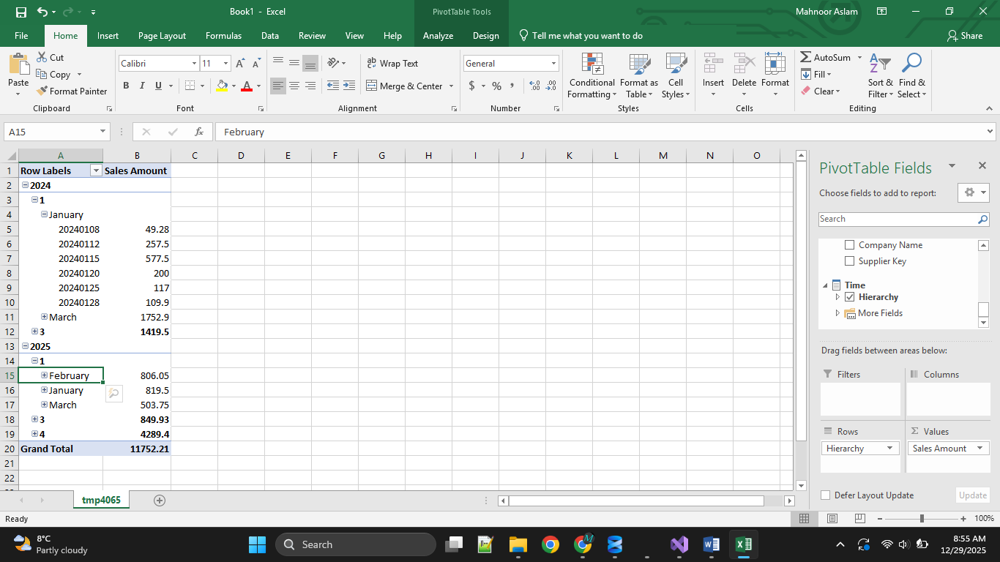 Book1 - Excel
PivotTable Tools
Mahnoor Aslam
File Home Insert Page Layout Formulas Data Review View Help Analyze Design Tell me what you want to do Share
Paste
Cut
Copy
Format Painter
Clipboard
Calibri 11
B I U
Font
Wrap Text
Merge & Center
Alignment
General
$ % ,
Number
Conditional Formatting
Format as Table
Cell Styles
Styles
Insert Delete Format
Cells
AutoSum
Fill
Clear
Sort & Filter
Find & Select
Editing
A15 fx February
A B C D E F G H I J K L M N O
1 Row Labels Sales Amount
2 2024
3 1
4 January
5 20240108 49.28
6 20240112 257.5
7 20240115 577.5
8 20240120 200
9 20240125 117
10 20240128 109.9
11 March 1752.9
12 3 1419.5
13 2025
14 1
15 February 806.05
16 January 819.5
17 March 503.75
18 3 849.93
19 4 4289.4
20 Grand Total 11752.21
21
22
PivotTable Fields
Choose fields to add to report:
Search
Company Name
Supplier Key
Time
Hierarchy
More Fields
Drag fields between areas below:
Filters Columns
Rows Σ Values
Hierarchy Sales Amount
Defer Layout Update Update
tmp4065
Ready 100%
8°C
Partly cloudy
Search
8:55 AM
12/29/2025